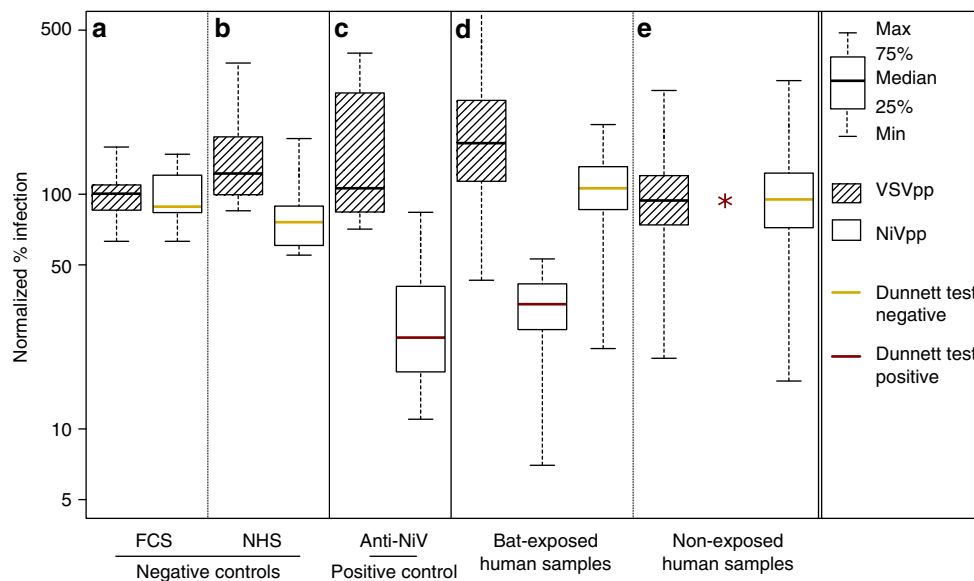 a b c d e
500
100
50
10
5
Normalized % infection
FCS NHS Anti-NiV Bat-exposed Non-exposed
Negative controls Positive control human samples human samples
*
Max
75%
Median
25%
Min
VSVpp
NiVpp
Dunnett test
negative
Dunnett test
positive